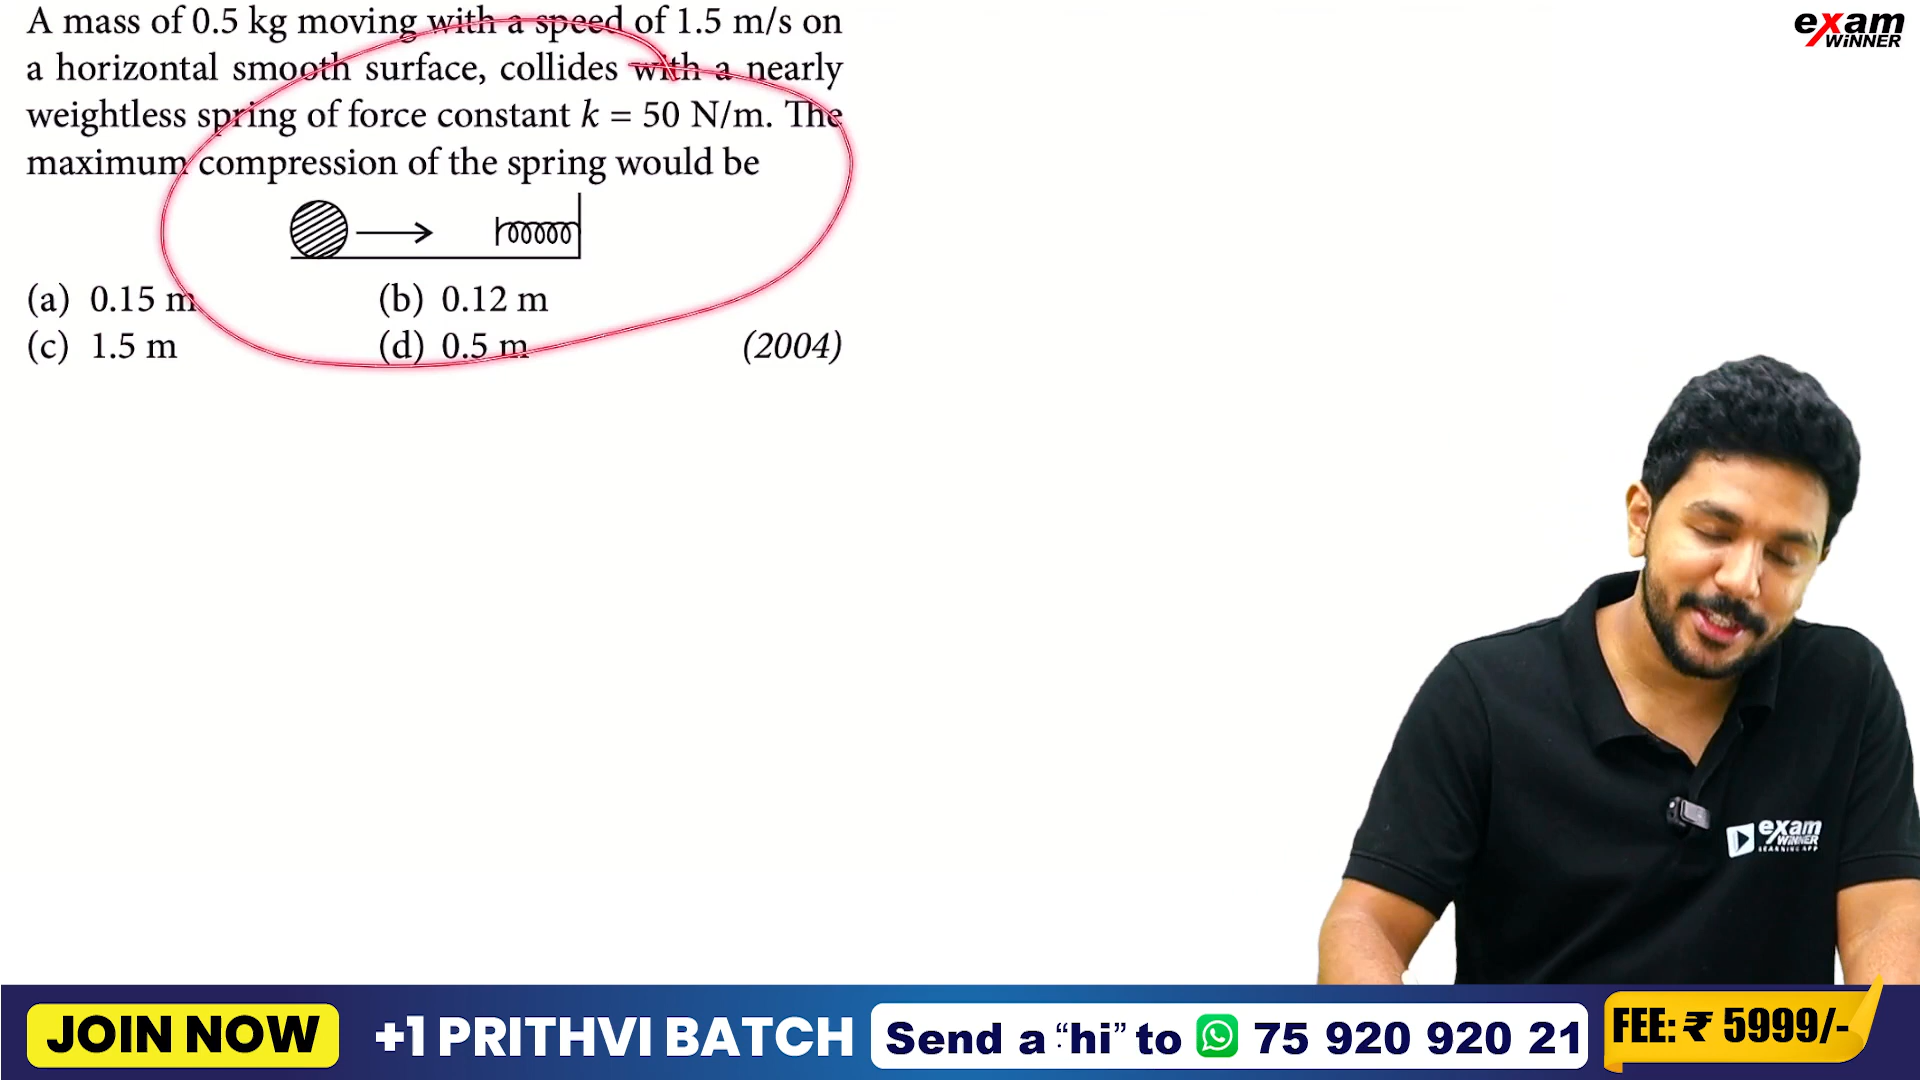 A mass of 0.5 kg moving with a speed of 1.5 m/s on
a horizontal smooth surface, collides with a nearly
weightless spring of force constant k = 50 N/m. The
maximum compression of the spring would be
(a) 0.15 m (b) 0.12 m
(c) 1.5 m (d) 0.5 m (2004)
exam
WiNNER
exam
WiNNER
LEARNING APP
JOIN NOW +1 PRITHVI BATCH Send a “hi” to 75 920 920 21 FEE: ₹ 5999/-